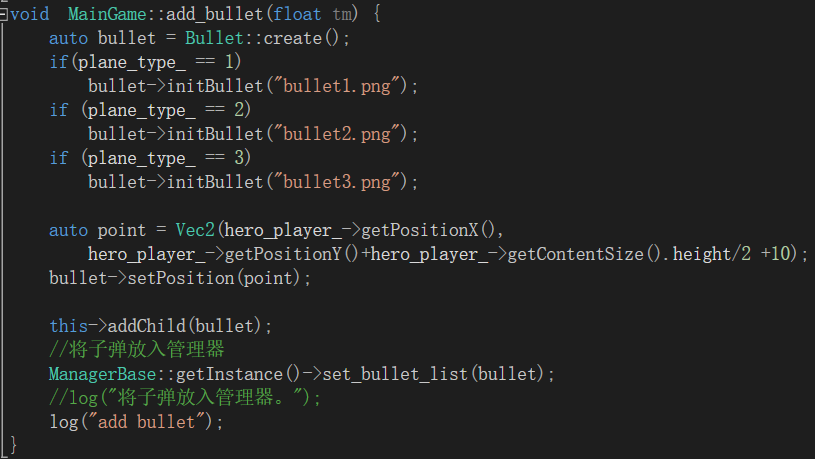 void  MainGame::add_bullet(float tm) {
    auto bullet = Bullet::create();
    if(plane_type_ == 1)
        bullet->initBullet("bullet1.png");
    if (plane_type_ == 2)
        bullet->initBullet("bullet2.png");
    if (plane_type_ == 3)
        bullet->initBullet("bullet3.png");

    auto point = Vec2(hero_player_->getPositionX(),
        hero_player_->getPositionY()+hero_player_->getContentSize().height/2 +10);
    bullet->setPosition(point);

    this->addChild(bullet);
    //将子弹放入管理器
    ManagerBase::getInstance()->set_bullet_list(bullet);
    //log("将子弹放入管理器。");
    log("add bullet");
}